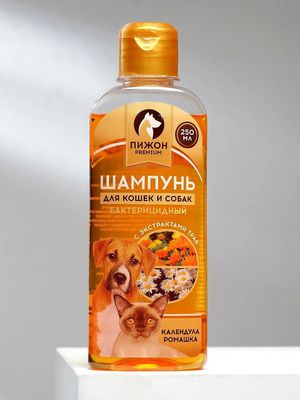 ПИЖОН
PREMIUM
250
МЛ
ШАМПУНЬ
ДЛЯ КОШЕК И СОБАК
БАКТЕРИЦИДНЫЙ
С ЭКСТРАКТАМИ ТРАВ
КАЛЕНДУЛА
РОМАШКА